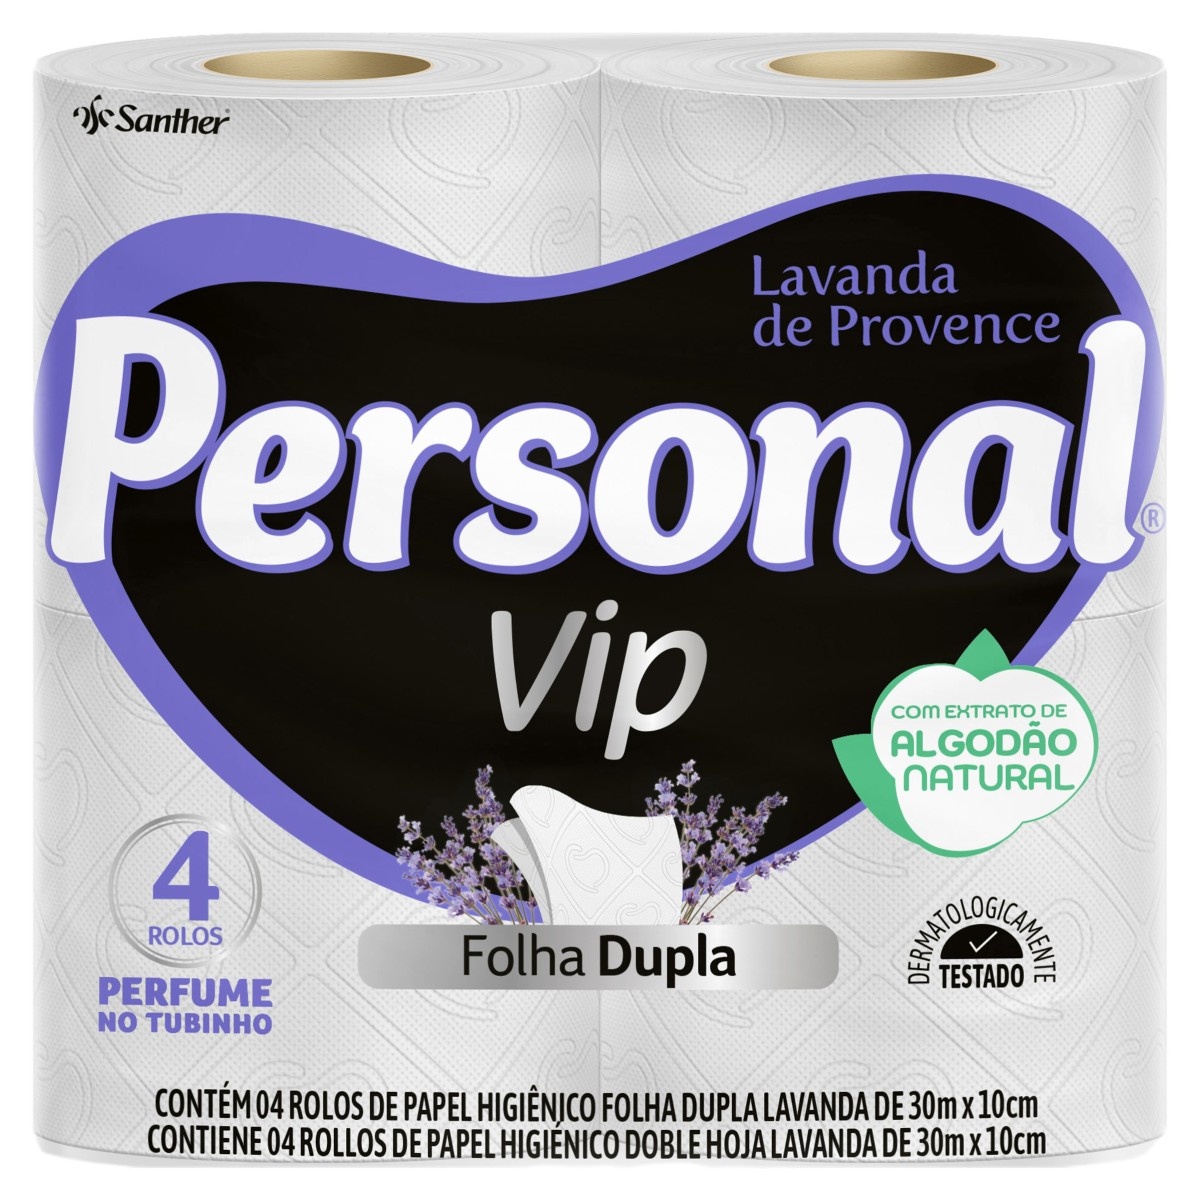 Santher®
Lavanda
de Provence
Personal®
Vip
COM EXTRATO DE
ALGODÃO
NATURAL
4
ROLOS
PERFUME
NO TUBINHO
Folha Dupla
DERMATOLOGICAMENTE
TESTADO
CONTÉM 04 ROLOS DE PAPEL HIGIÊNICO FOLHA DUPLA LAVANDA DE 30m x 10cm
CONTIENE 04 ROLLOS DE PAPEL HIGIÉNICO DOBLE HOJA LAVANDA DE 30m x 10cm